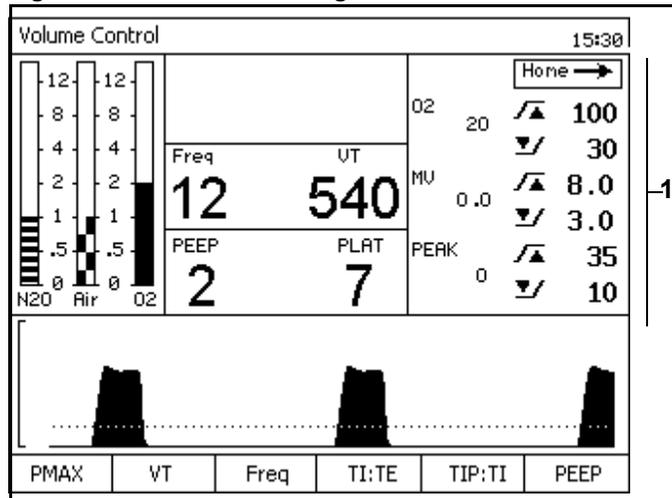 Volume Control 15:30
12 12
8 8
4 4
2 2
1 1
.5 .5
0 0
N2O Air O2
Freq VT
12 540
PEEP PLAT
2 7
Home
O2 20 100
30
MV 0.0 8.0
3.0
PEAK 0 35
10
1
PMAX VT Freq TI:TE TIP:TI PEEP